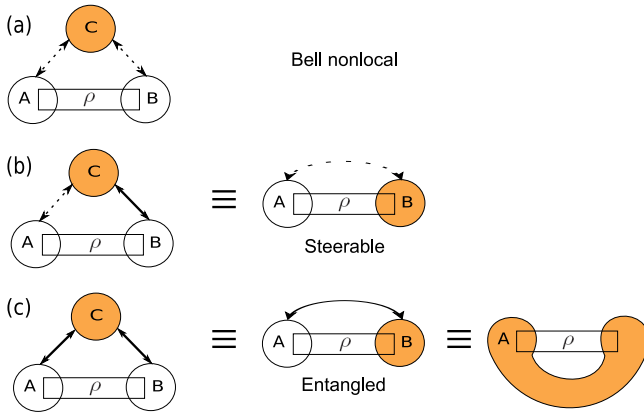 (a)
C
A ρ B
Bell nonlocal
(b)
C
A ρ B
≡
A ρ B
Steerable
(c)
C
A ρ B
≡
A ρ B
Entangled
≡
A ρ B